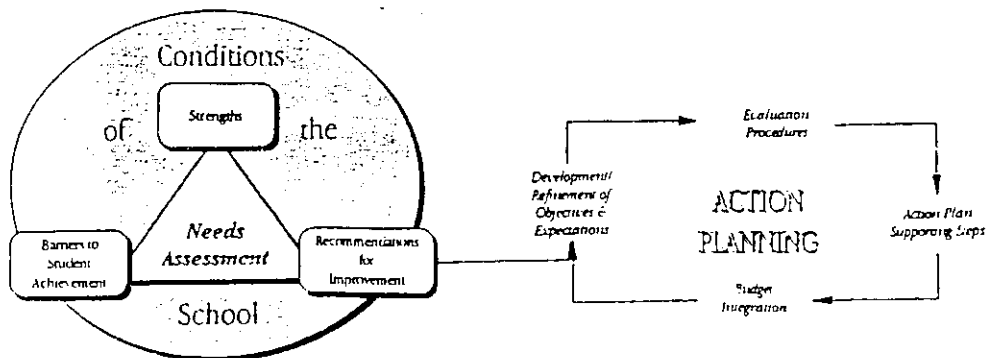 Conditions
of the
Strengths
Needs
Assessment
Barriers to
Student
Achievement
Recommendations
for
Improvement
School
Development/
Refinement of
Objectives &
Expectations
Evaluation
Procedures
ACTION
PLANNING
Action Plan
Supporting Steps
Budget
Integration